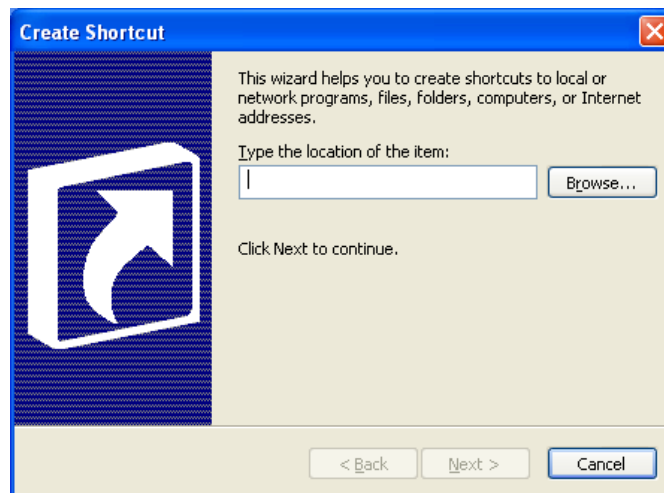 Create Shortcut
This wizard helps you to create shortcuts to local or
network programs, files, folders, computers, or Internet
addresses.
Type the location of the item:
Browse...
Click Next to continue.
< Back Next > Cancel